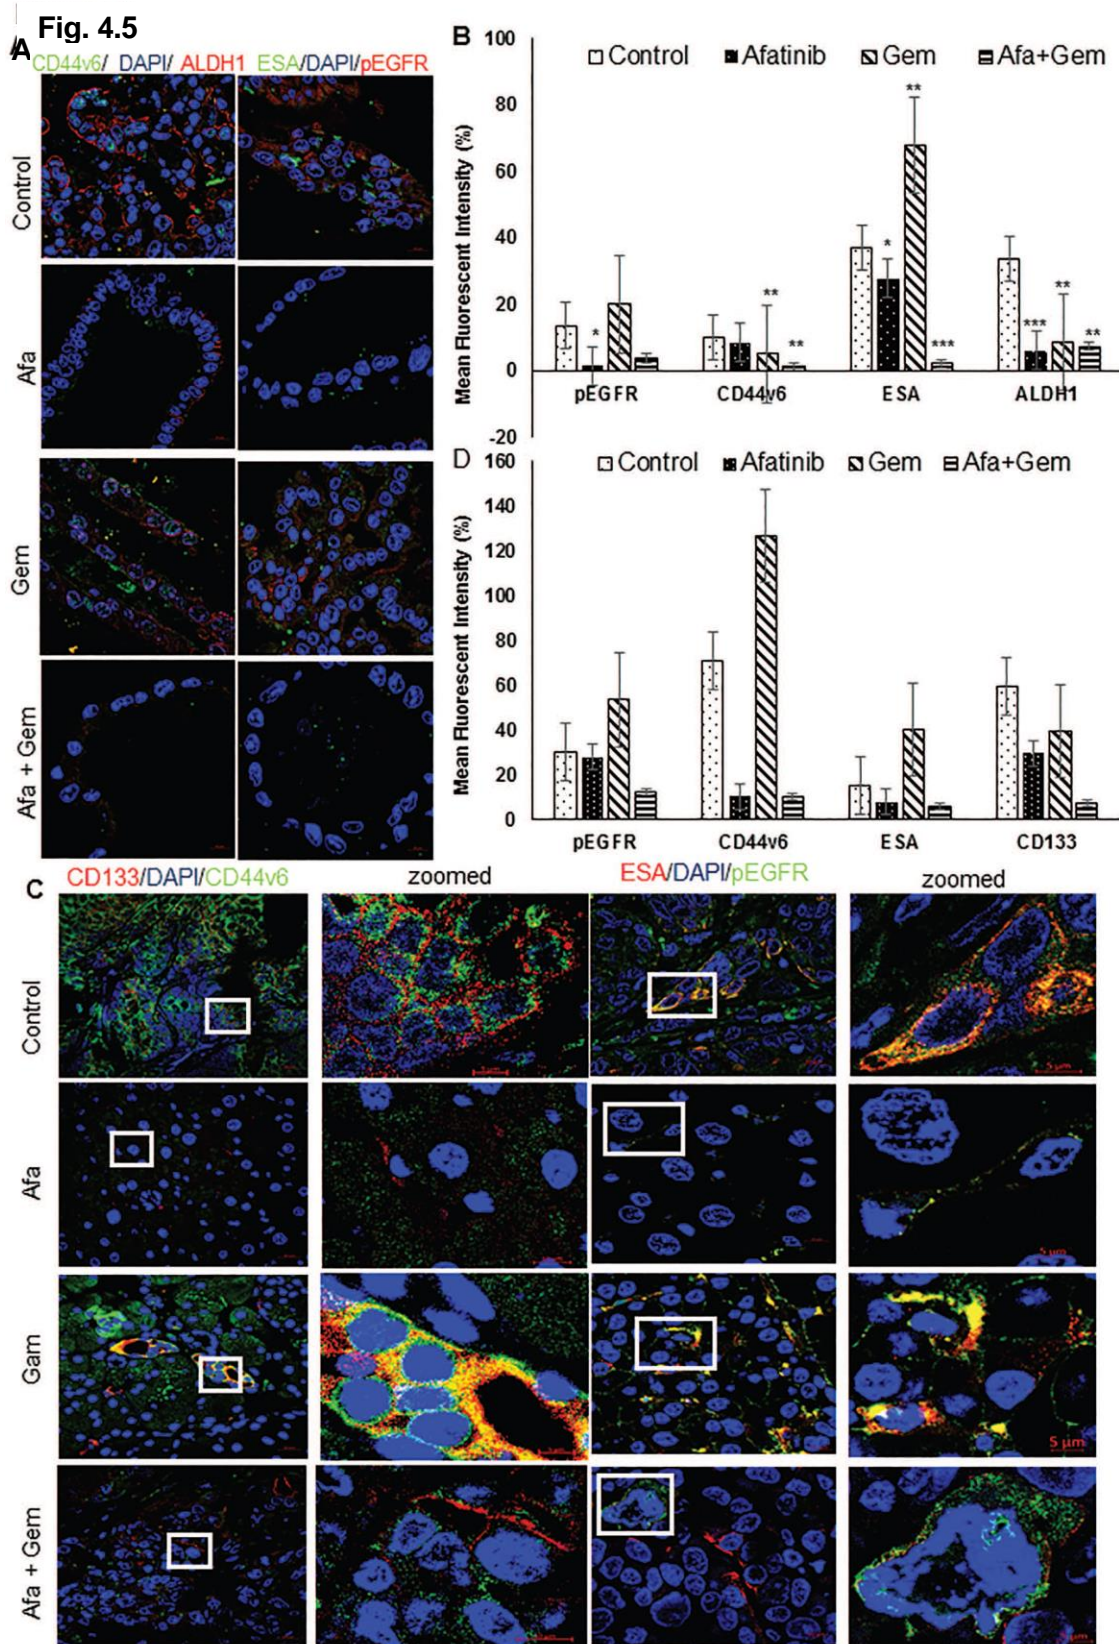 Fig. 4.5
A
CD44v6/ DAPI/ ALDH1 ESA/DAPI/pEGFR
Control
Afa
Gem
Afa + Gem
B
Control Afatinib Gem Afa+Gem
Mean Fluorescent Intensity (%)
100
80
60
40
20
0
-20
* ** ** * ** *** *** ** **
pEGFR CD44v6 ESA ALDH1
D
Control Afatinib Gem Afa+Gem
Mean Fluorescent Intensity (%)
160
140
120
100
80
60
40
20
0
pEGFR CD44v6 ESA CD133
C
CD133/DAPI/CD44v6 zoomed ESA/DAPI/pEGFR zoomed
Control
5 µm
Afa
5 µm
Gam
5 µm
Afa + Gem